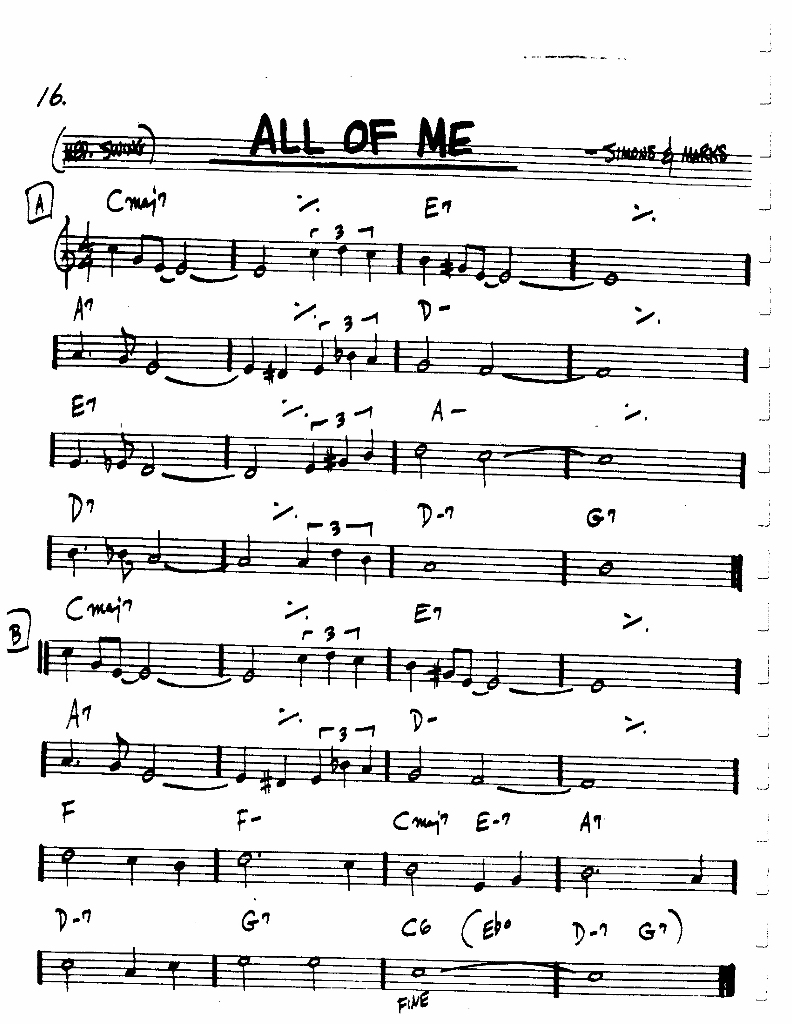 16.
ALL OF ME
(MED. SWING)
— SIMONS & MARKS
A
Cmaj7 ٪ E7 ٪
3
A7 ٪ D- ٪
3
E7 ٪ A- ٪
3
D7 ٪ D-7 G7
3
B
Cmaj7 ٪ E7 ٪
3
A7 ٪ D- ٪
3
F F- Cmaj7 E-7 A7
D-7 G7 C6 (Ebo D-7 G7)
FINE